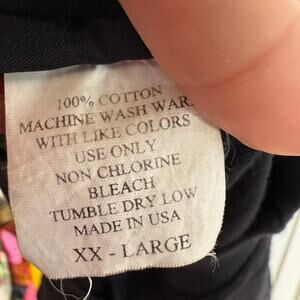 100% COTTON
MACHINE WASH WAR
WITH LIKE COLORS
USE ONLY
NON CHLORINE
BLEACH
TUMBLE DRY LOW
MADE IN USA
XX - LARGE